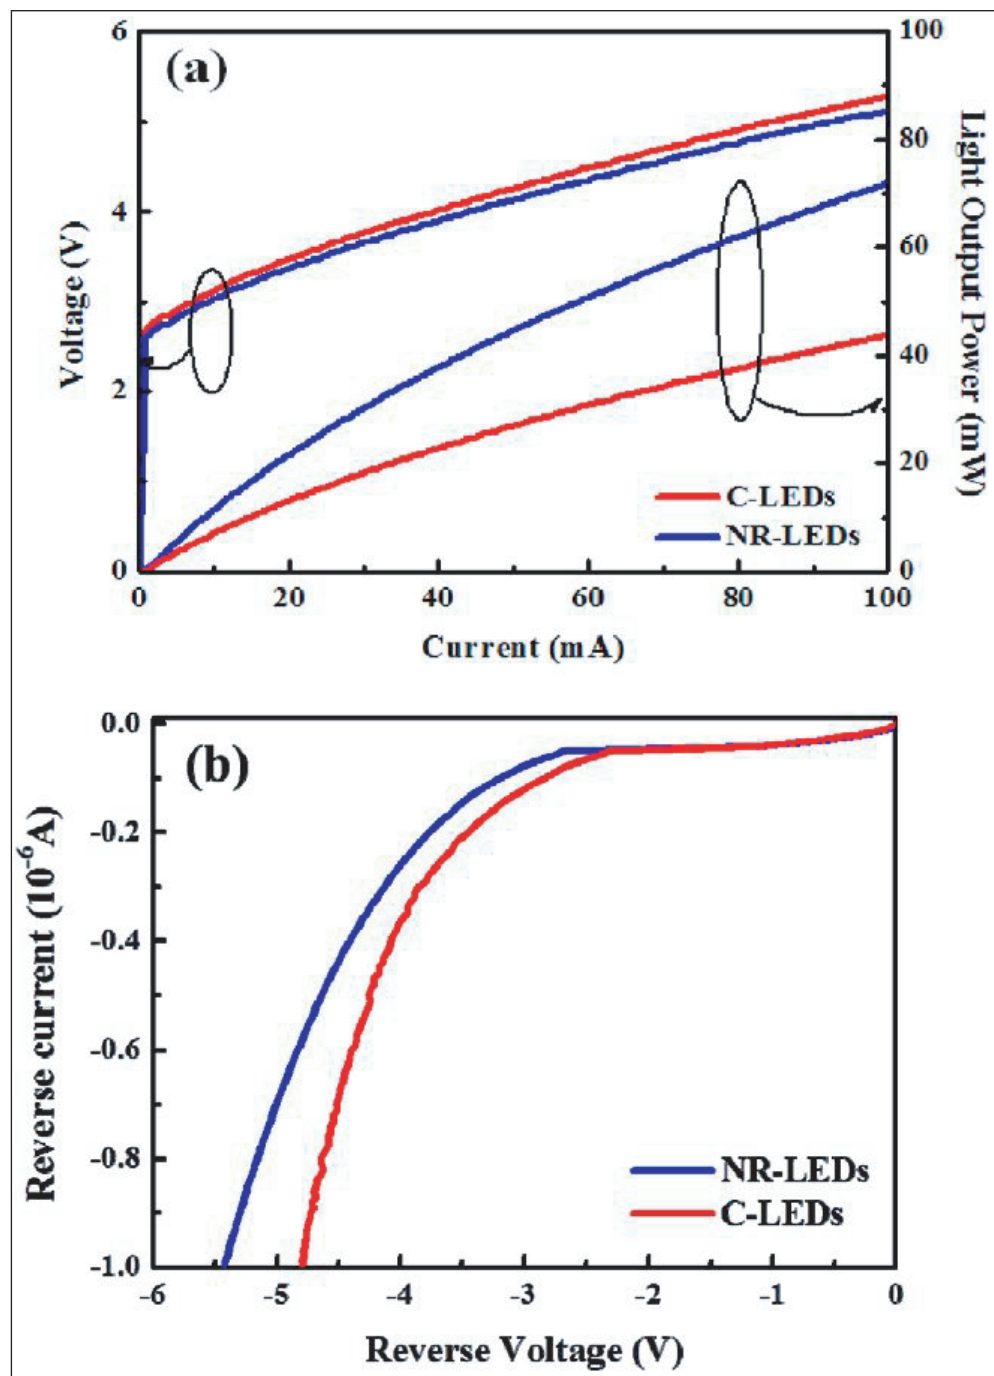 (a)
6
4
2
0
Voltage (V)
100
80
60
40
20
0
Light Output Power (mW)
C-LEDs
NR-LEDs
0 20 40 60 80 100
Current (mA)
(b)
0.0
-0.2
-0.4
-0.6
-0.8
-1.0
Reverse current (10⁻⁶A)
NR-LEDs
C-LEDs
-6 -5 -4 -3 -2 -1 0
Reverse Voltage (V)